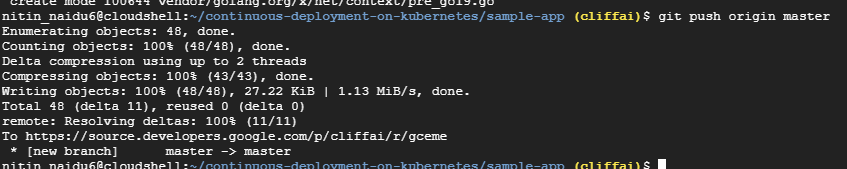 create mode 100644 vendor/golang.org/x/net/context/pre_go19.go
nitin_naidu6@cloudshell:~/continuous-deployment-on-kubernetes/sample-app (cliffai)$ git push origin master
Enumerating objects: 48, done.
Counting objects: 100% (48/48), done.
Delta compression using up to 2 threads
Compressing objects: 100% (43/43), done.
Writing objects: 100% (48/48), 27.22 KiB | 1.13 MiB/s, done.
Total 48 (delta 11), reused 0 (delta 0)
remote: Resolving deltas: 100% (11/11)
To https://source.developers.google.com/p/cliffai/r/gceme
 * [new branch]      master -> master
nitin_naidu6@cloudshell:~/continuous-deployment-on-kubernetes/sample-app (cliffai)$